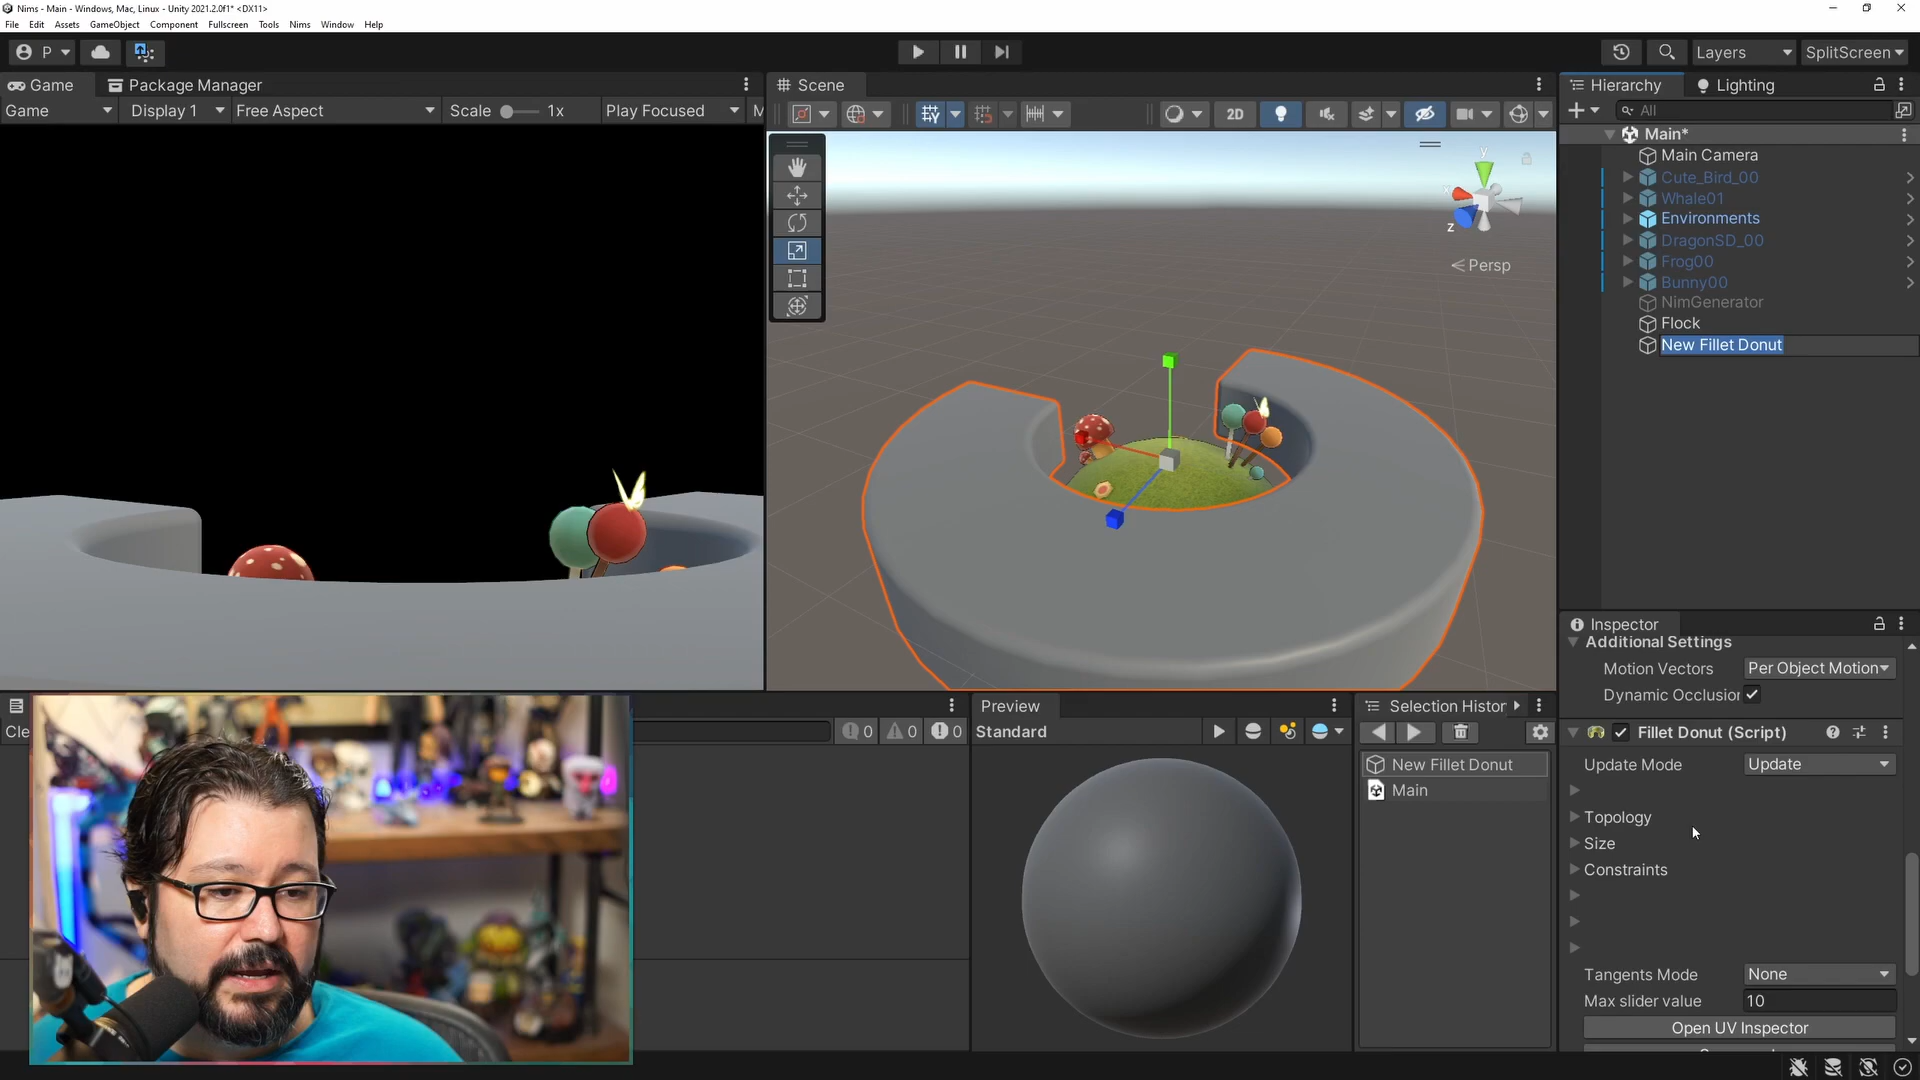 Nims - Main - Windows, Mac, Linux - Unity 2021.2.0f1* <DX11>
File Edit Assets GameObject Component Fullscreen Tools Nims Window Help
P
Layers
SplitScreen
Game
Package Manager
Scene
Hierarchy
Lighting
Game
Display 1
Free Aspect
Scale
1x
Play Focused
M
2D
All
Main*
Main Camera
Cute_Bird_00
Whale01
Environments
DragonSD_00
Frog00
Bunny00
NimGenerator
Flock
New Fillet Donut
y
x
z
Persp
Inspector
Additional Settings
Motion Vectors
Per Object Motion
Dynamic Occlusion
Fillet Donut (Script)
Update Mode
Update
Topology
Size
Constraints
Tangents Mode
None
Max slider value
10
Open UV Inspector
Cle
0
0
0
Preview
Standard
Selection Histor
New Fillet Donut
Main